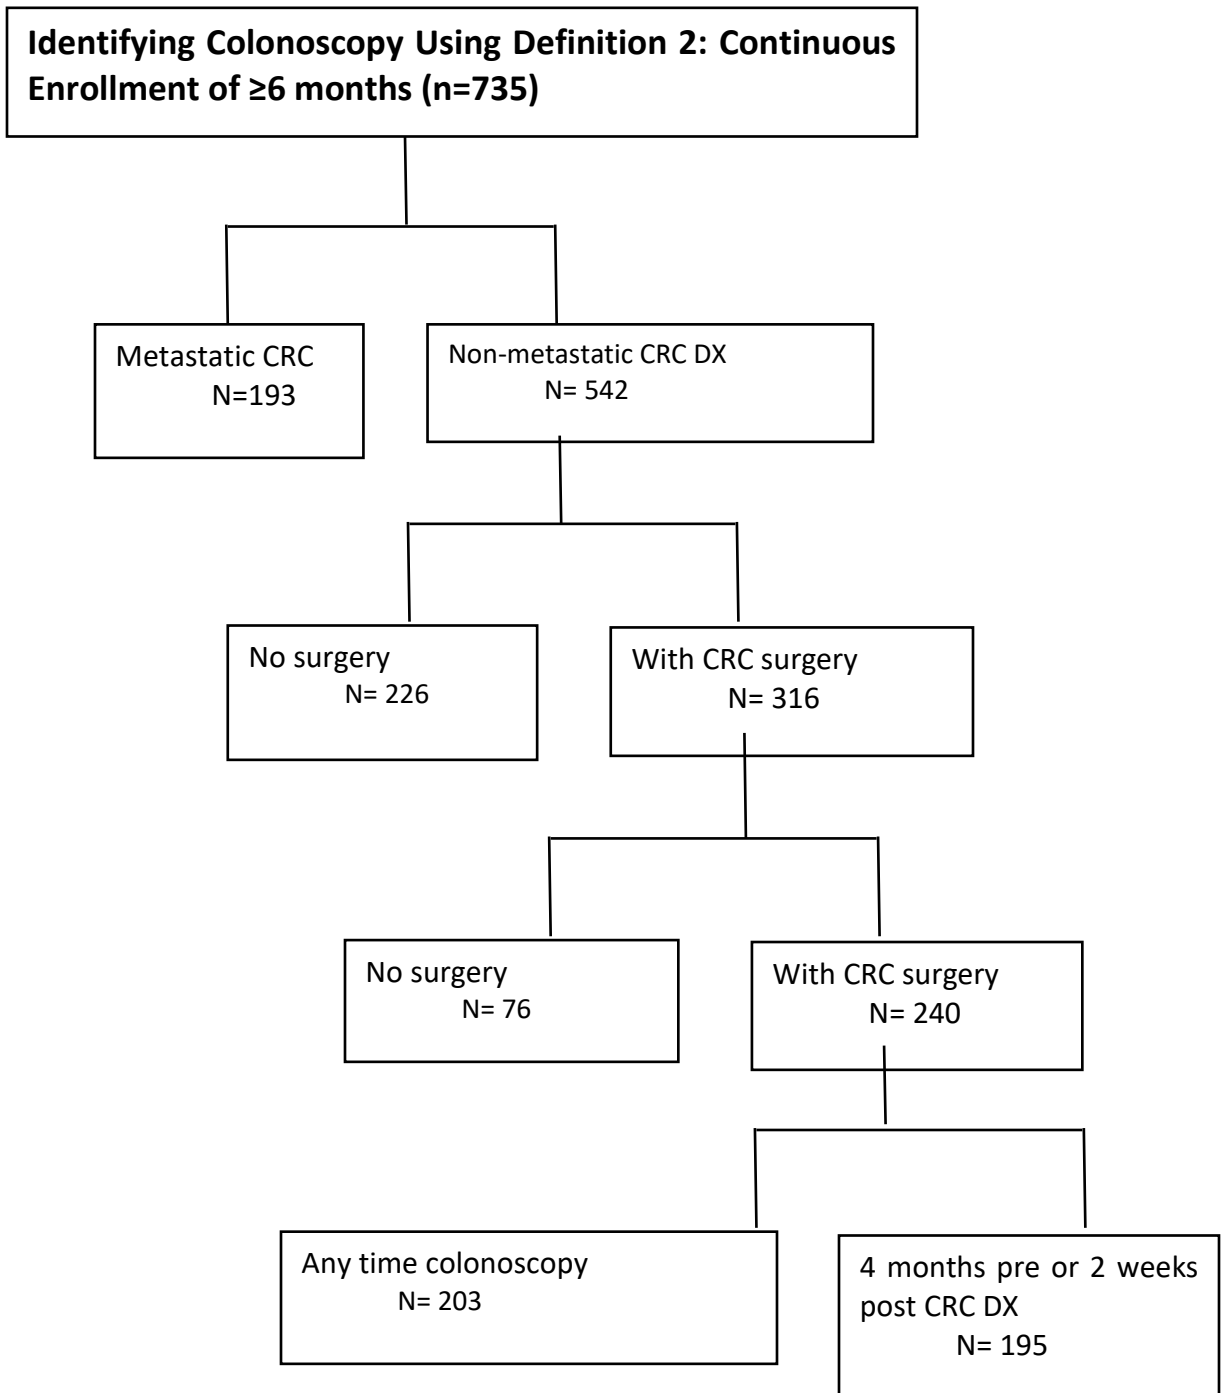 Identifying Colonoscopy Using Definition 2: Continuous
Enrollment of ≥6 months (n=735)
Metastatic CRC
N=193
Non-metastatic CRC DX
N= 542
No surgery
N= 226
With CRC surgery
N= 316
No surgery
N= 76
With CRC surgery
N= 240
Any time colonoscopy
N= 203
4 months pre or 2 weeks
post CRC DX
N= 195